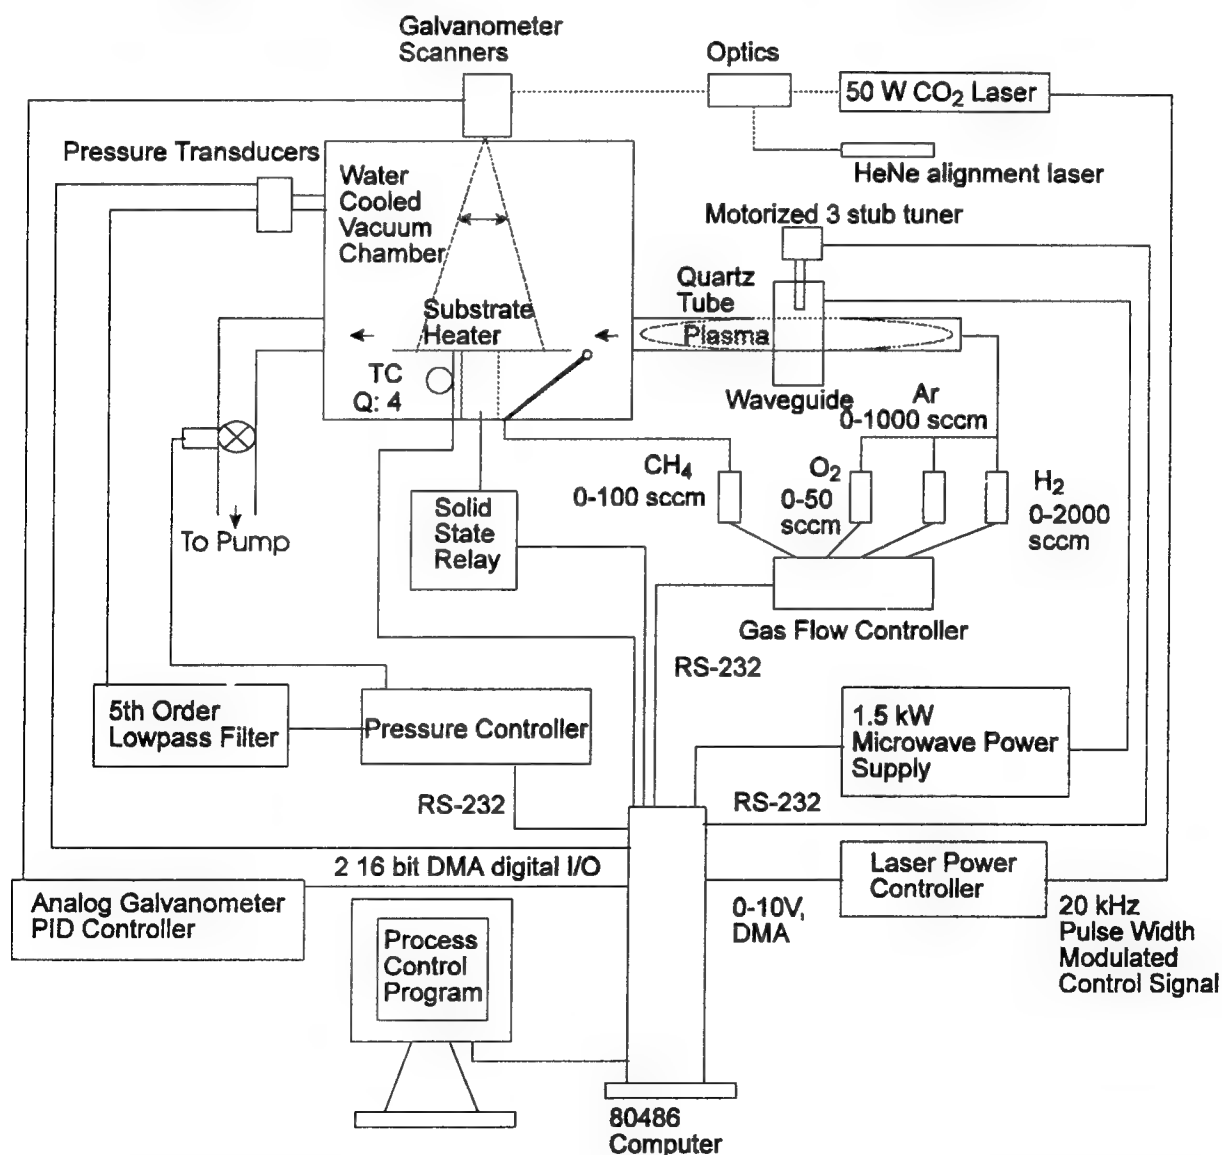 Galvanometer
Scanners
Optics
50 W CO₂ Laser
HeNe alignment laser
Pressure Transducers
Water
Cooled
Vacuum
Chamber
Motorized 3 stub tuner
Quartz
Tube
Plasma
Substrate
Heater
TC
Q: 4
Waveguide
Ar
0-1000 sccm
CH₄
0-100 sccm
O₂
0-50
sccm
H₂
0-2000
sccm
To Pump
Solid
State
Relay
Gas Flow Controller
RS-232
5th Order
Lowpass Filter
Pressure Controller
1.5 kW
Microwave Power
Supply
RS-232
RS-232
2 16 bit DMA digital I/O
Laser Power
Controller
Analog Galvanometer
PID Controller
0-10V,
DMA
20 kHz
Pulse Width
Modulated
Control Signal
Process
Control
Program
80486
Computer